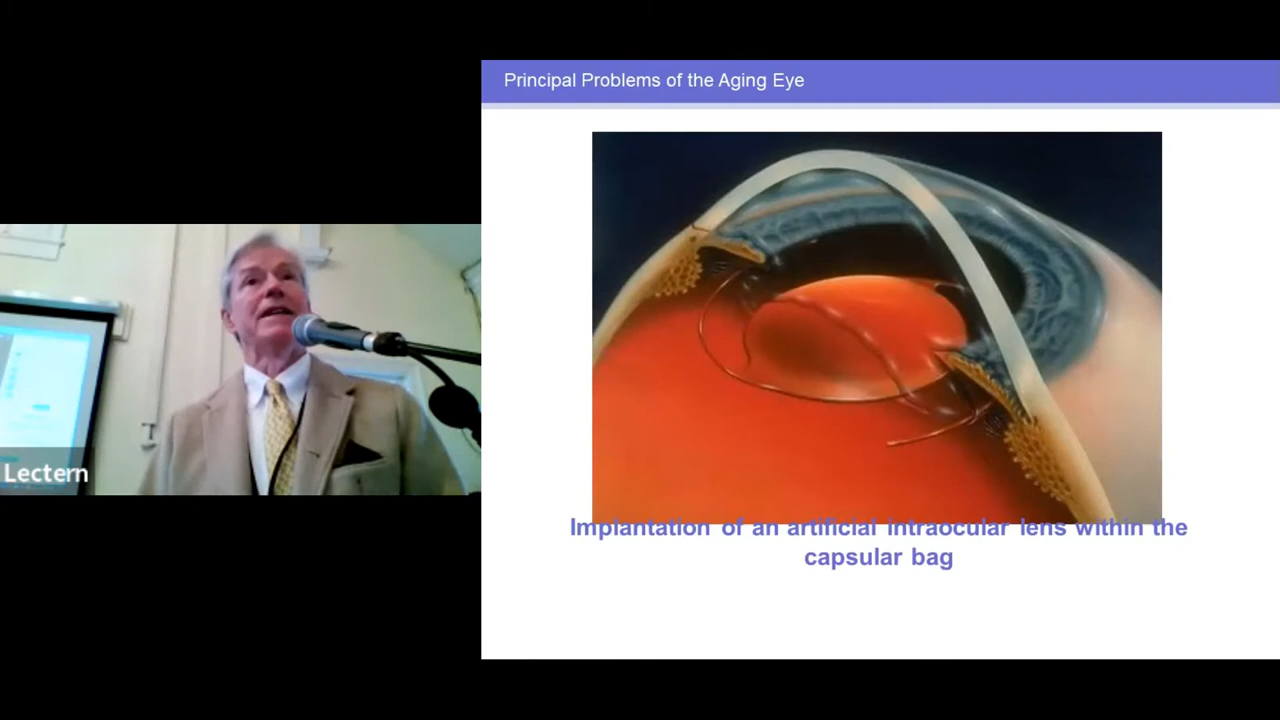 Principal Problems of the Aging Eye
Implantation of an artificial intraocular lens within the
capsular bag
Lectern